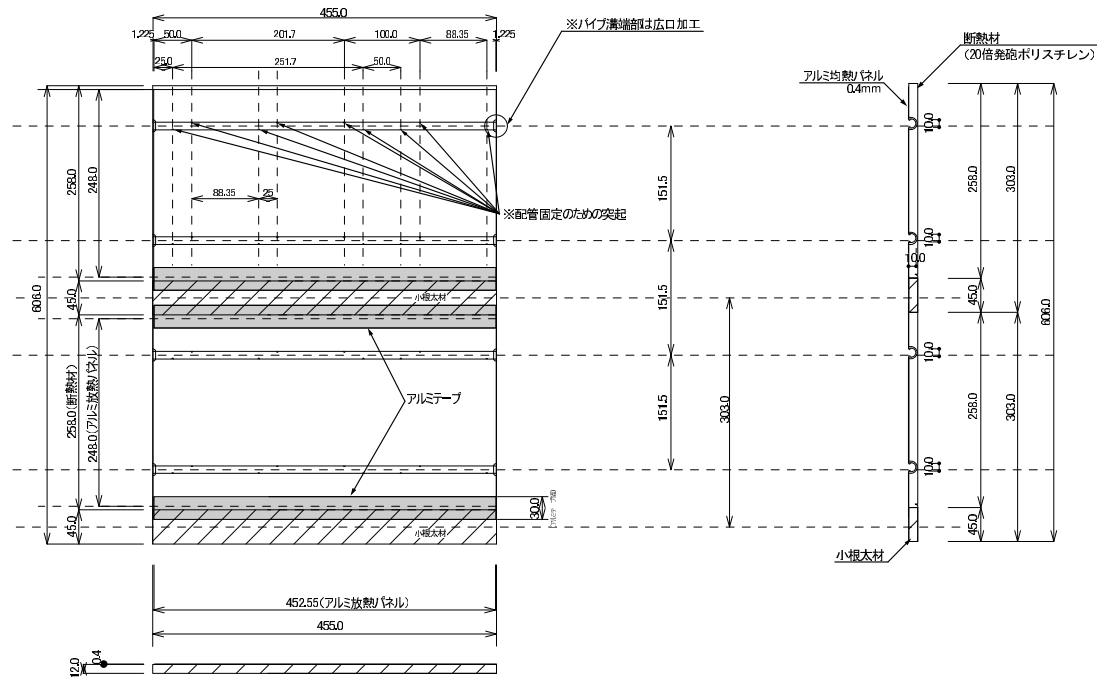 455.0
※パイプ溝端部は広口加工
1.225
50.0
201.7
100.0
88.35
1.225
25.0
251.7
50.0
断熱材
(20倍発砲ポリスチレン)
アルミ均熱パネル
0.4mm
88.35
25
※配管固定のための突起
606.0
258.0
248.0
45.0
小根太材
258.0(断熱材)
248.0(アルミ放熱パネル)
アルミテープ
45.0
30.0
小根太材
151.5
151.5
151.5
303.0
10.0
10.0
10.0
10.0
10.0
258.0
303.0
45.0
606.0
258.0
303.0
45.0
小根太材
452.55(アルミ放熱パネル)
455.0
12.0
0.4